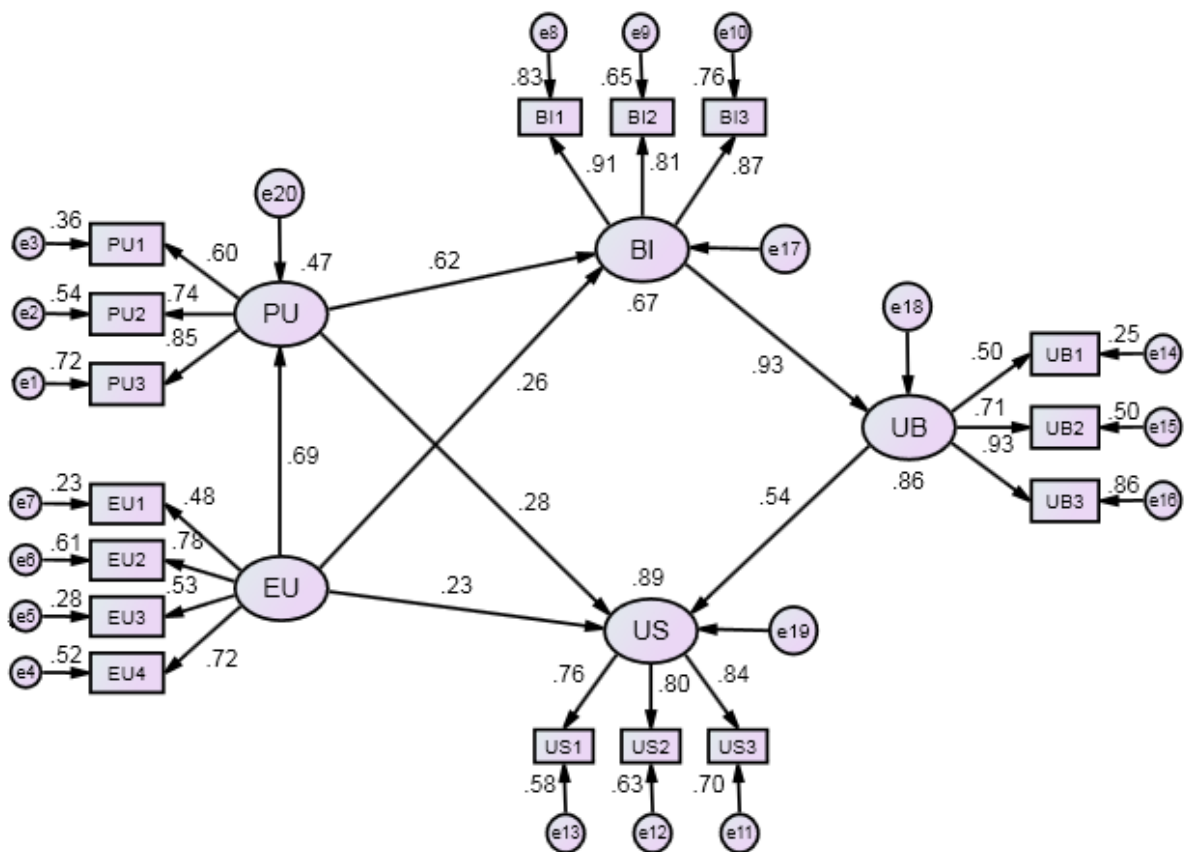 e8 e9 e10
.83 .65 .76
BI1 BI2 BI3
.91 .81 .87
e20
.36
e3 PU1
.60
.47
BI
e17
.62
.67
.54 .74
e2 PU2
PU
.85
.72
e1 PU3
e18
.26
.93
.50
UB1
.25
e14
UB
.71
UB2
.50
e15
.93
.86
UB3
.86
e16
.69
.28
.54
.23
e7 EU1
.48
.61
e6 EU2
.78
EU
.53
.28
e5 EU3
.23
.52
e4 EU4
.72
.89
US
e19
.76 .80 .84
US1 US2 US3
.58 .63 .70
e13 e12 e11